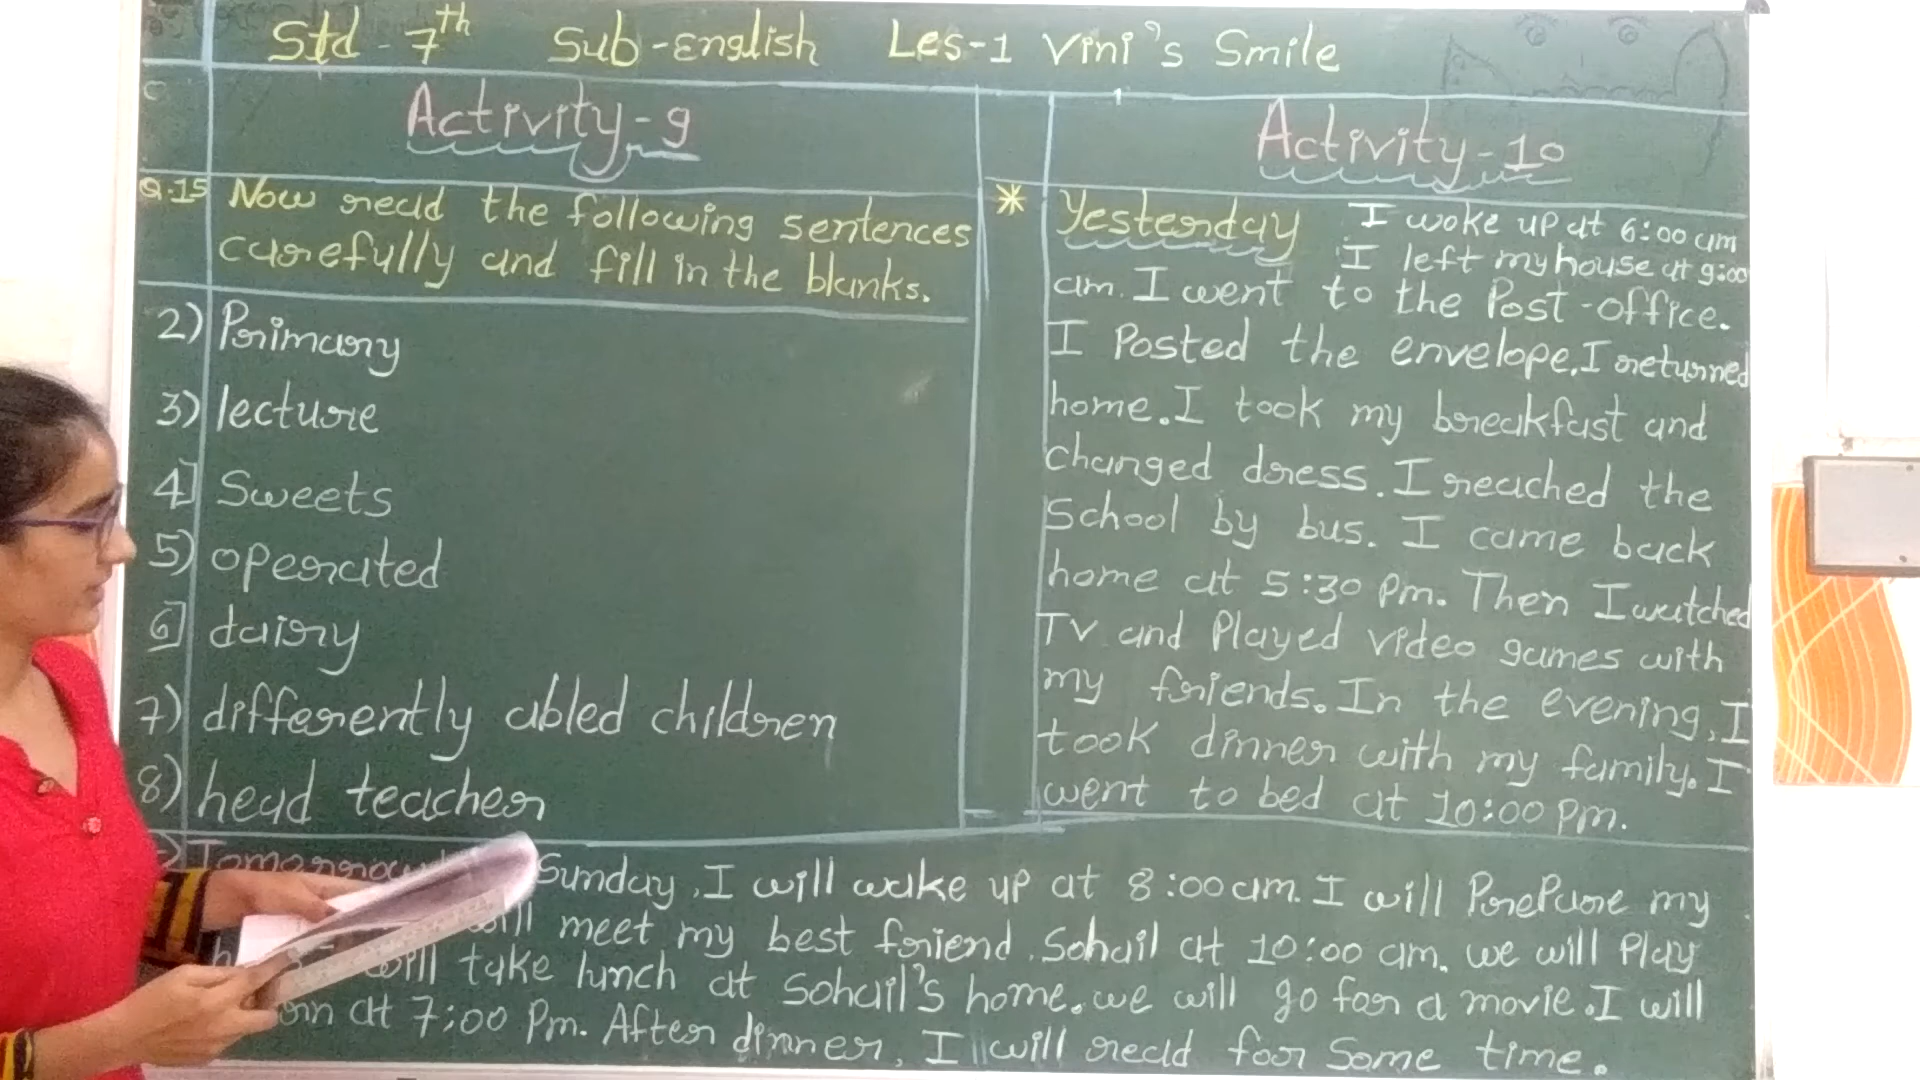 Std - 7th Sub - English Les-1 Vini's Smile
Activity-9
Q.15 Now read the following sentences
carefully and fill in the blanks.
2) Primary
3) lecture
4] Sweets
5) operated
6] dairy
7) differently abled children
8) head teacher
Activity-10
* Yesterday I woke up at 6:00 am
I left my house at 9:00
am. I went to the Post-office.
I Posted the envelope. I returned
home. I took my breakfast and
changed dress. I reached the
School by bus. I came back
home at 5:30 Pm. Then I watched
TV and Played video games with
my friends. In the evening, I
took dinner with my family. I
went to bed at 10:00 Pm.
Tomorrow Sunday, I will wake up at 8:00 am. I will PrePare my
will meet my best friend. Sohail at 10:00 am. we will Play
will take lunch at Sohail's home. we will go for a movie. I will
at 7:00 Pm. After dinner, I will read for Some time.